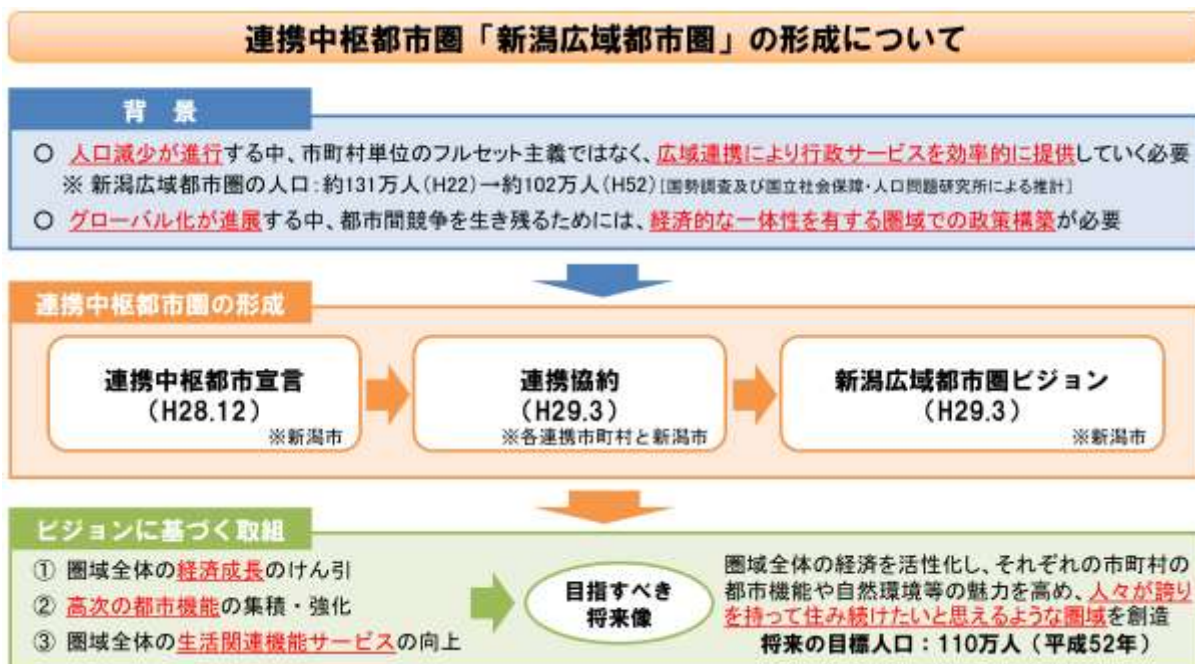 連携中枢都市圏「新潟広域都市圏」の形成について
背 景
○ 人口減少が進行する中、市町村単位のフルセット主義ではなく、広域連携により行政サービスを効率的に提供していく必要
※ 新潟広域都市圏の人口:約131万人(H22)→約102万人(H52)[国勢調査及び国立社会保障・人口問題研究所による推計]
○ グローバル化が進展する中、都市間競争を生き残るためには、経済的な一体性を有する圏域での政策構築が必要
連携中枢都市圏の形成
連携中枢都市宣言
(H28.12)
※新潟市
連携協約
(H29.3)
※各連携市町村と新潟市
新潟広域都市圏ビジョン
(H29.3)
※新潟市
ビジョンに基づく取組
① 圏域全体の経済成長のけん引
② 高次の都市機能の集積・強化
③ 圏域全体の生活関連機能サービスの向上
目指すべき
将来像
圏域全体の経済を活性化し、それぞれの市町村の
都市機能や自然環境等の魅力を高め、人々が誇り
を持って住み続けたいと思えるような圏域を創造
将来の目標人口:110万人(平成52年)